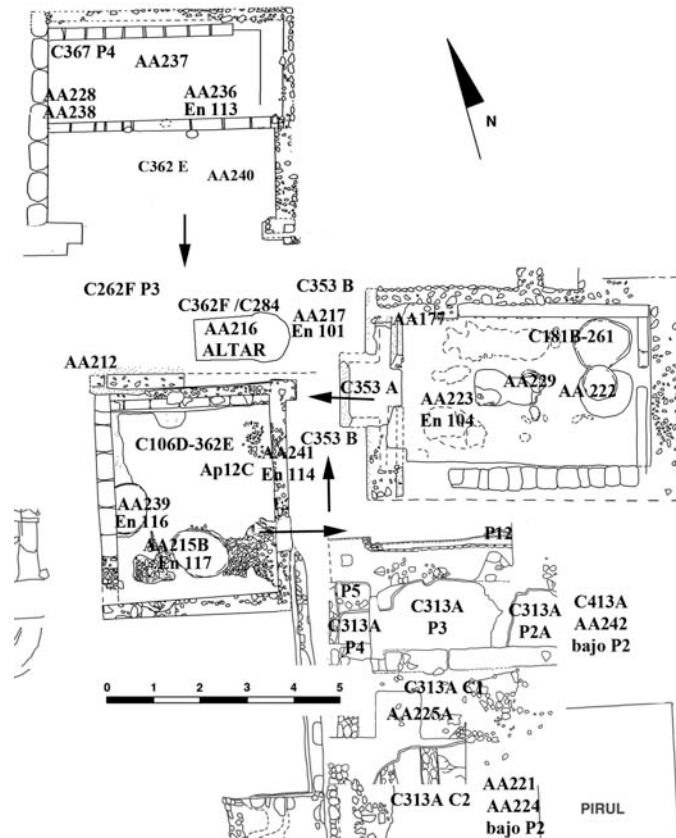 C367 P4
AA237
AA228
AA238
AA236
En 113
C362 E
AA240
N
C262F P3
C362F /C284
AA216
ALTAR
C353 B
AA217
En 101
AA177
C181B-261
AA229
AA 222
C353 A
AA223
En 104
AA212
C353 B
C106D-362E
Ap12C
AA241
En 114
AA239
En 116
AA215B
En 117
P12
P5
C313A
P4
C313A
P3
C313A
P2A
C413A
AA242
bajo P2
0 1 2 3 4 5
C313A C1
AA225A
C313A C2
AA221
AA224
bajo P2
PIRUL